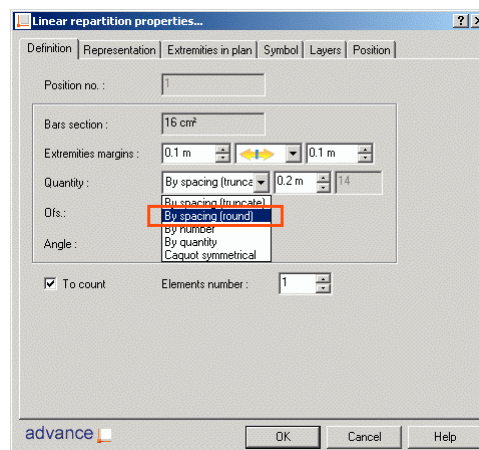 Linear repartition properties...
Definition Representation Extremities in plan Symbol Layers Position
Position no. : 1
Bars section : 16 cm²
Extremities margins : 0.1 m 0.1 m
Quantity : By spacing (trunca 0.2 m 14
By spacing (truncate)
Ofs.: By spacing (round)
By number
Angle : By quantity
Caquot symmetrical
To count Elements number : 1
advance OK Cancel Help